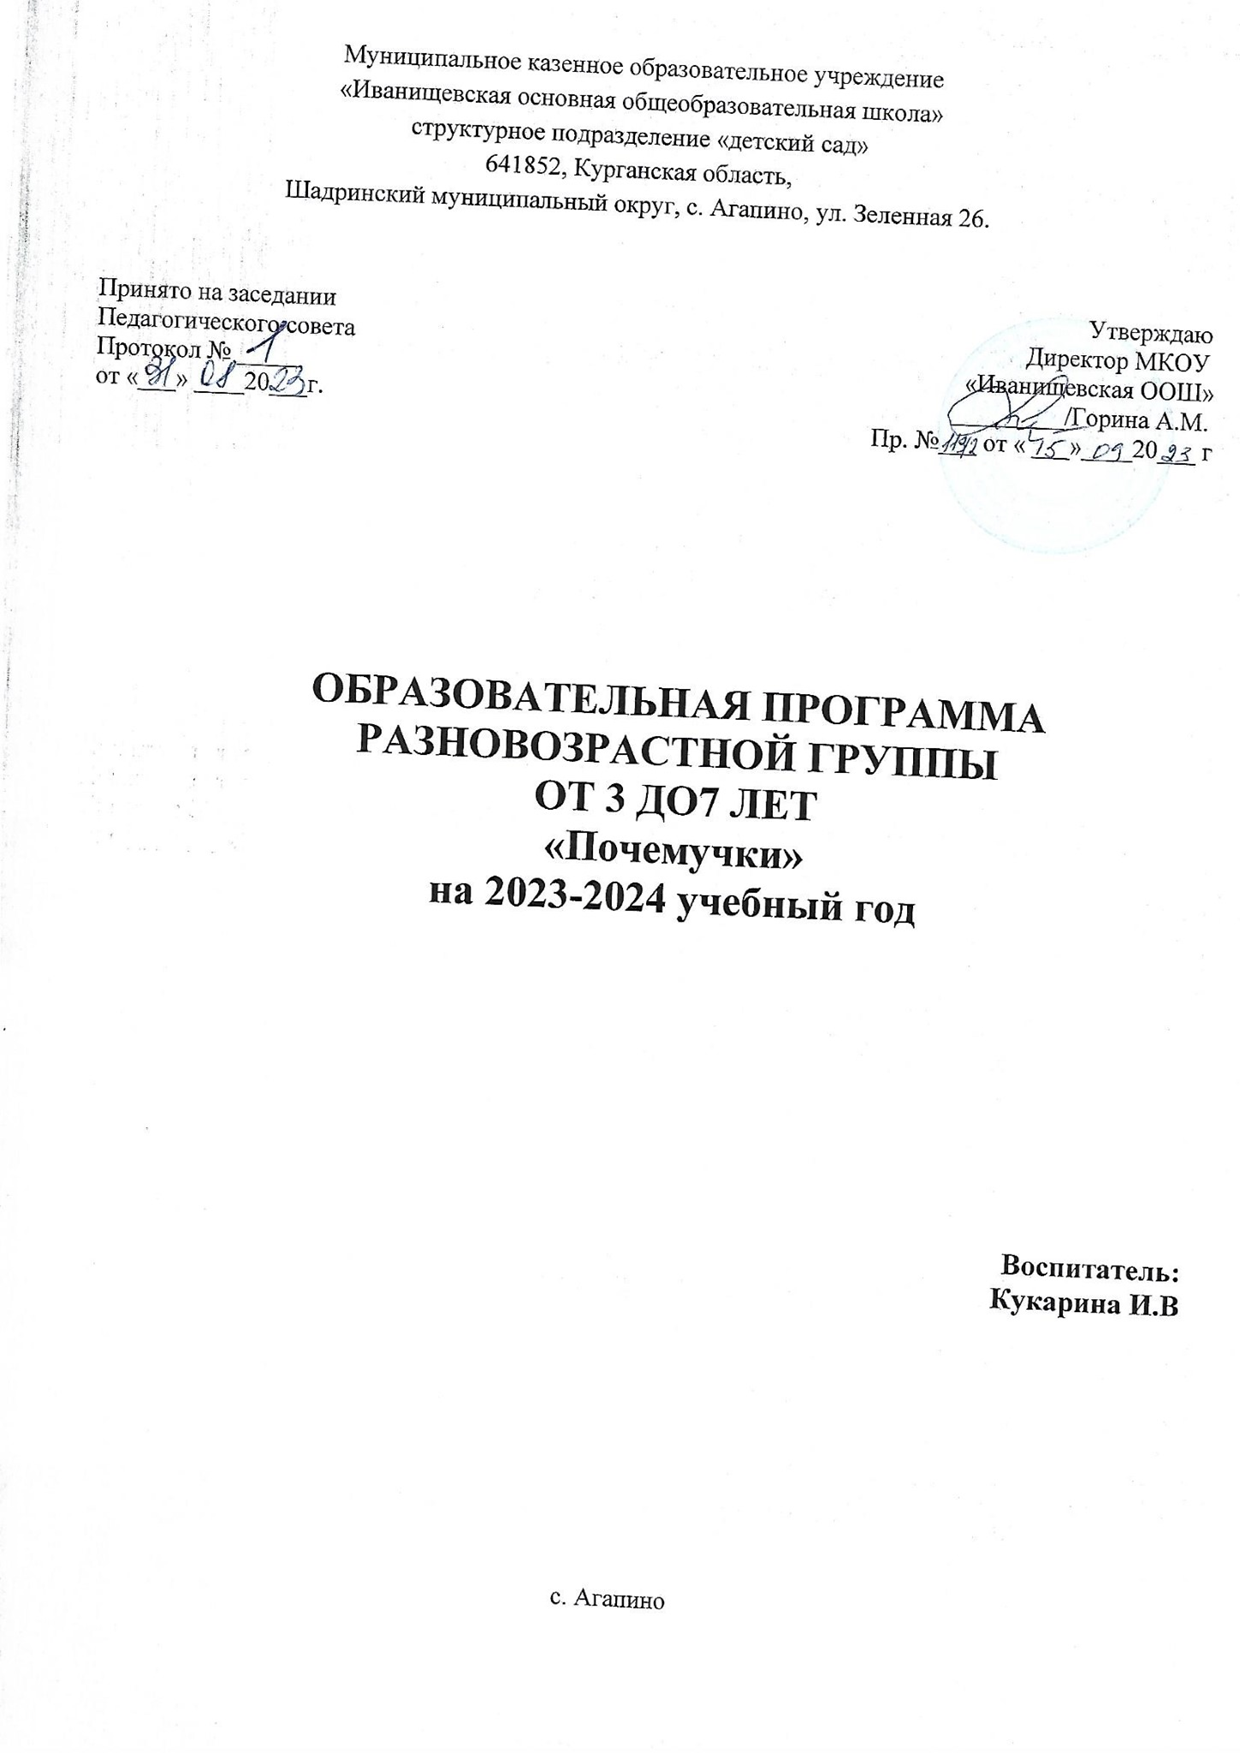 Муниципальное казенное образовательное учреждение
«Иванищевская основная общеобразовательная школа»
структурное подразделение «детский сад»
641852, Курганская область,
Шадринский муниципальный округ, с. Агапино, ул. Зеленная 26.
Принято на заседании
Педагогического совета
Протокол № 1
от «31» 08 2023г.
Утверждаю
Директор МКОУ
«Иванищевская ООШ»
/Горина А.М.
Пр. № от «15» 09 2023 г
ОБРАЗОВАТЕЛЬНАЯ ПРОГРАММА
РАЗНОВОЗРАСТНОЙ ГРУППЫ
ОТ 3 ДО7 ЛЕТ
«Почемучки»
на 2023-2024 учебный год
Воспитатель:
Кукарина И.В
с. Агапино